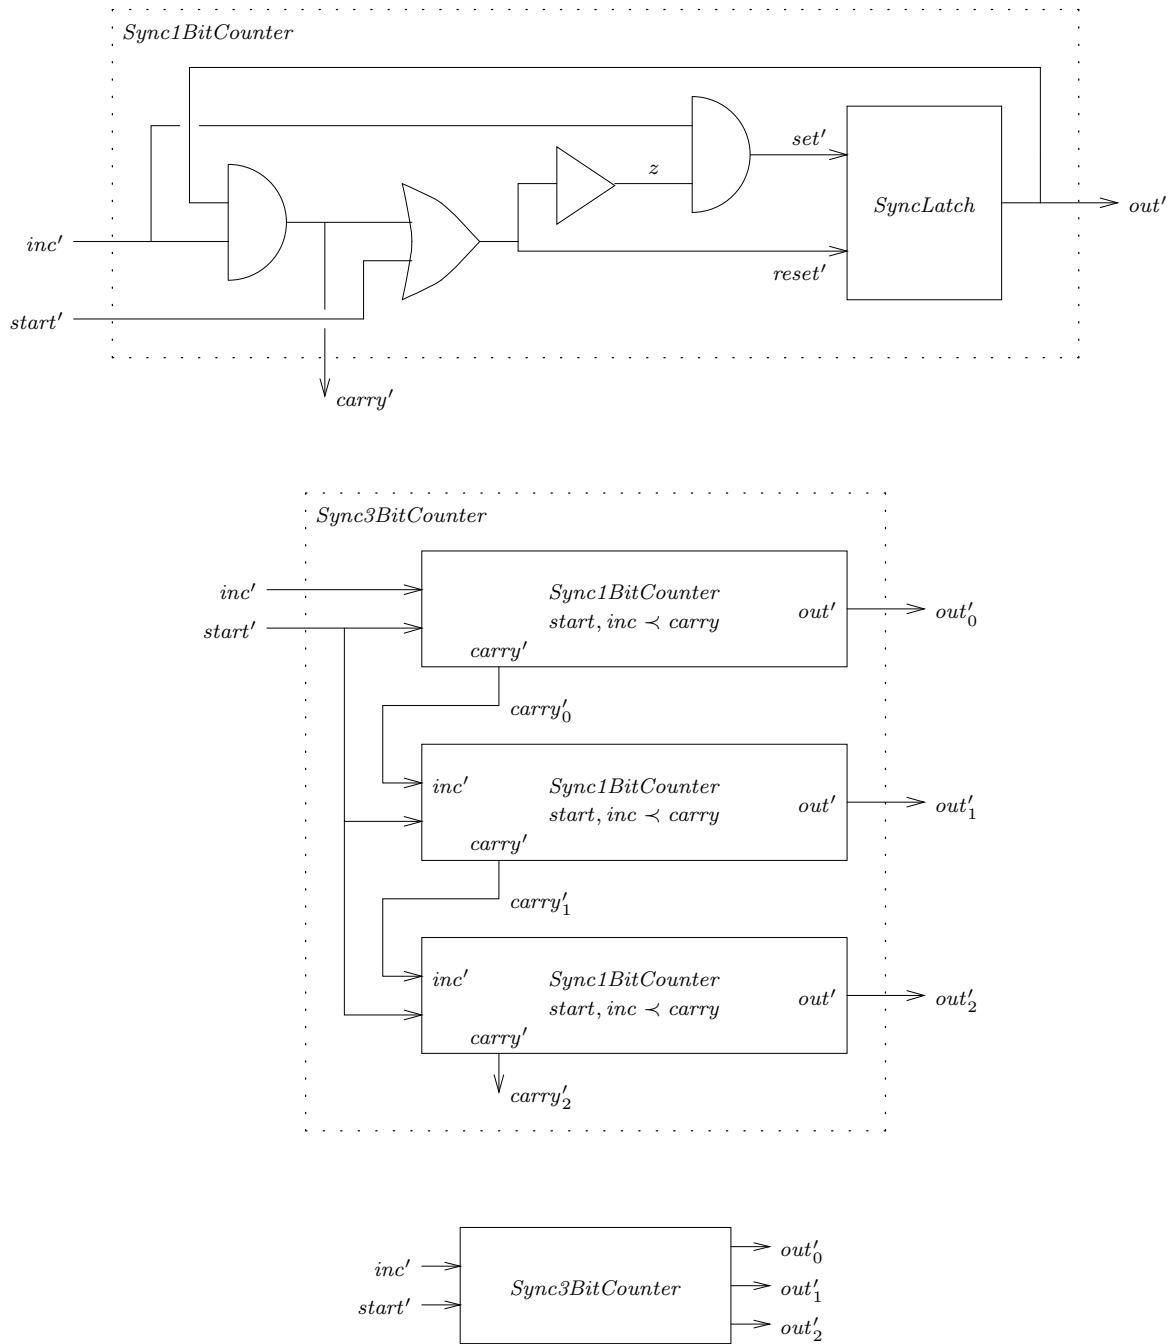 Sync1BitCounter
set′
z
SyncLatch
out′
inc′
reset′
start′
carry′
Sync3BitCounter
inc′
Sync1BitCounter
out′
out′₀
start′
start, inc ≺ carry
carry′
carry′₀
inc′
Sync1BitCounter
out′
out′₁
start, inc ≺ carry
carry′
carry′₁
inc′
Sync1BitCounter
out′
out′₂
start, inc ≺ carry
carry′
carry′₂
out′₀
inc′
Sync3BitCounter
out′₁
start′
out′₂